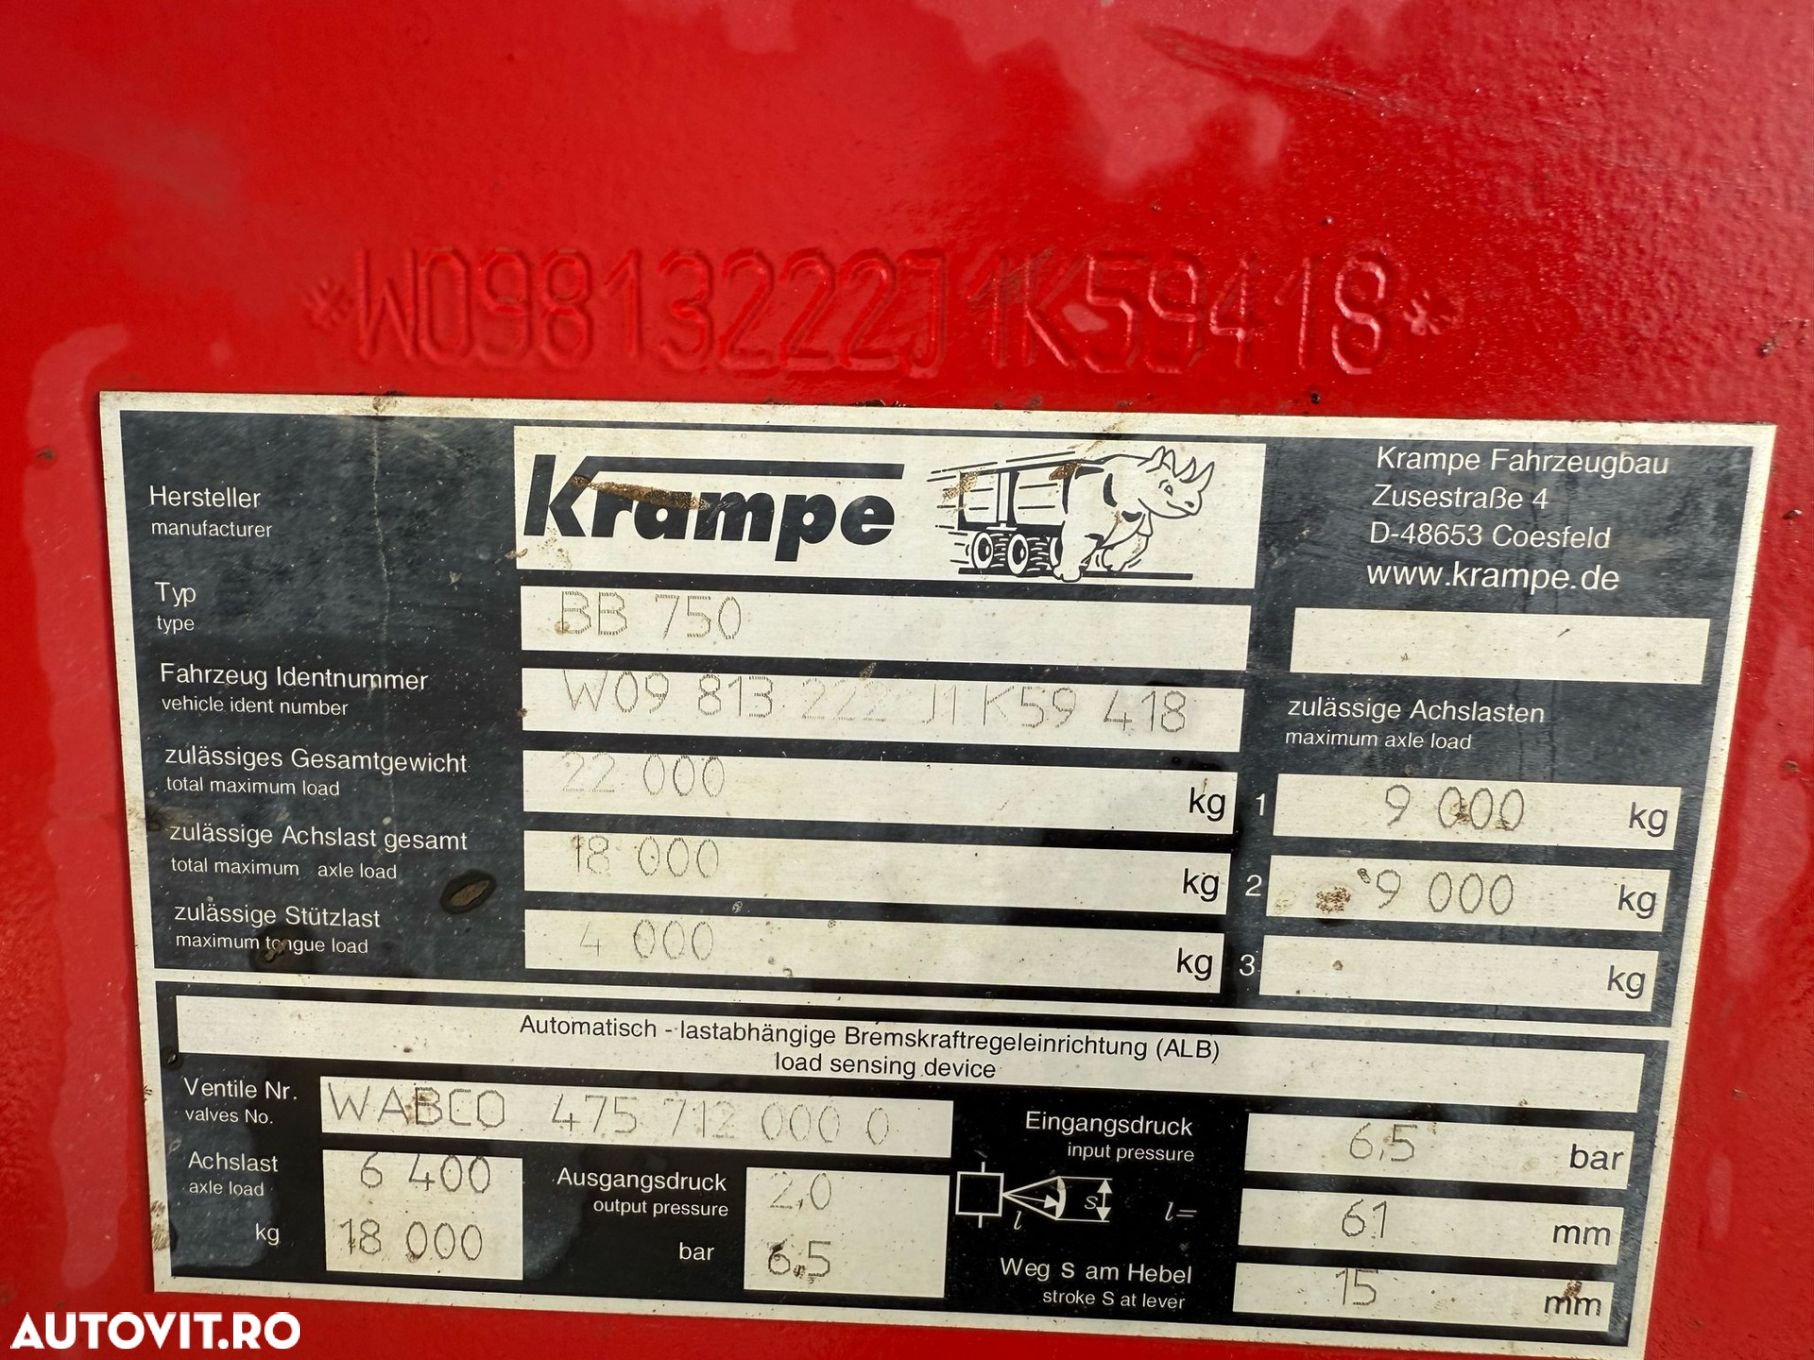 *W09813222J1K59418*
Hersteller
manufacturer
Krampe
Krampe Fahrzeugbau
Zusestraße 4
D-48653 Coesfeld
www.krampe.de
Typ
type
BB 750
Fahrzeug Identnummer
vehicle ident number
W09 813 222 J1 K59 418
zulässige Achslasten
maximum axle load
zulässiges Gesamtgewicht
total maximum load
22 000 kg
1 9 000 kg
zulässige Achslast gesamt
total maximum axle load
18 000 kg
2 9 000 kg
zulässige Stützlast
maximum tongue load
4 000 kg
3 kg
Automatisch - lastabhängige Bremskraftregeleinrichtung (ALB)
load sensing device
Ventile Nr.
valves No.
WABCO 475 712 000 0
Eingangsdruck
input pressure
6,5 bar
Achslast
axle load
kg
6 400
18 000
Ausgangsdruck
output pressure
bar
2,0
6,5
l
S
l=
61 mm
Weg S am Hebel
stroke S at lever
15 mm
AUTOVIT.RO